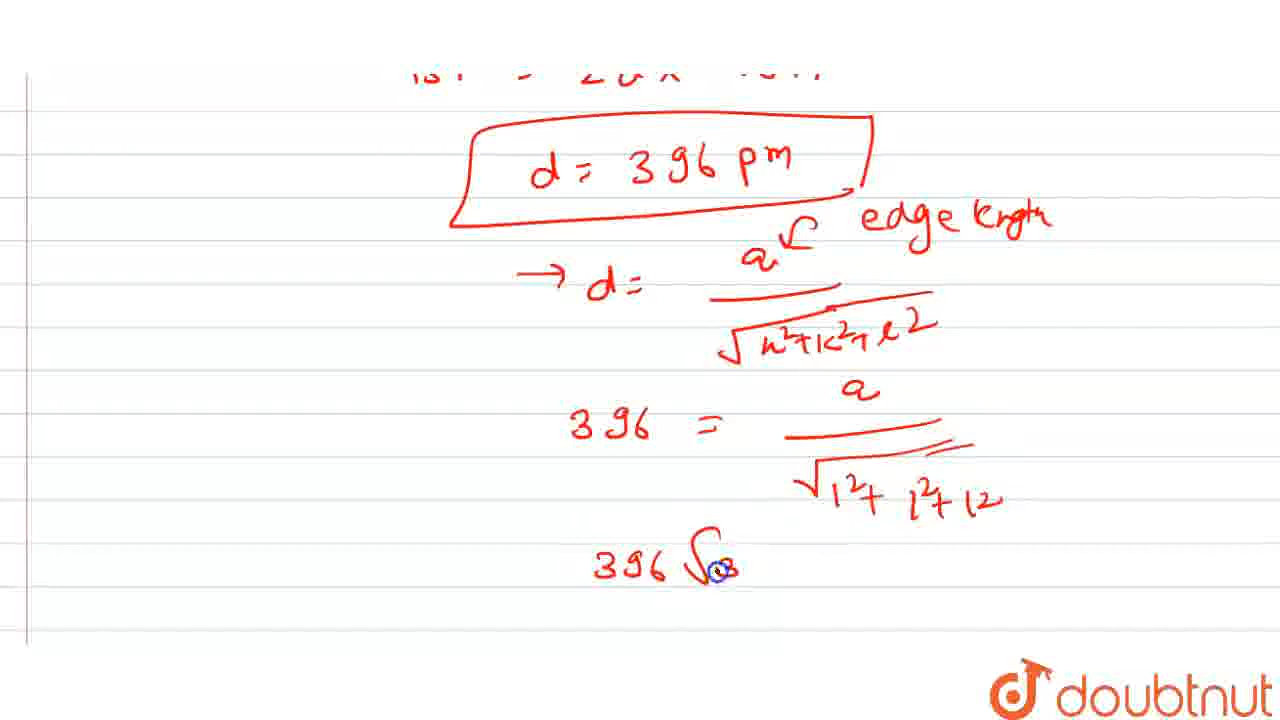 d = 396 pm
edge length
→ d = a / √h²+k²+l²
396 = a / √1²+1²+1²
396 √3
doubtnut